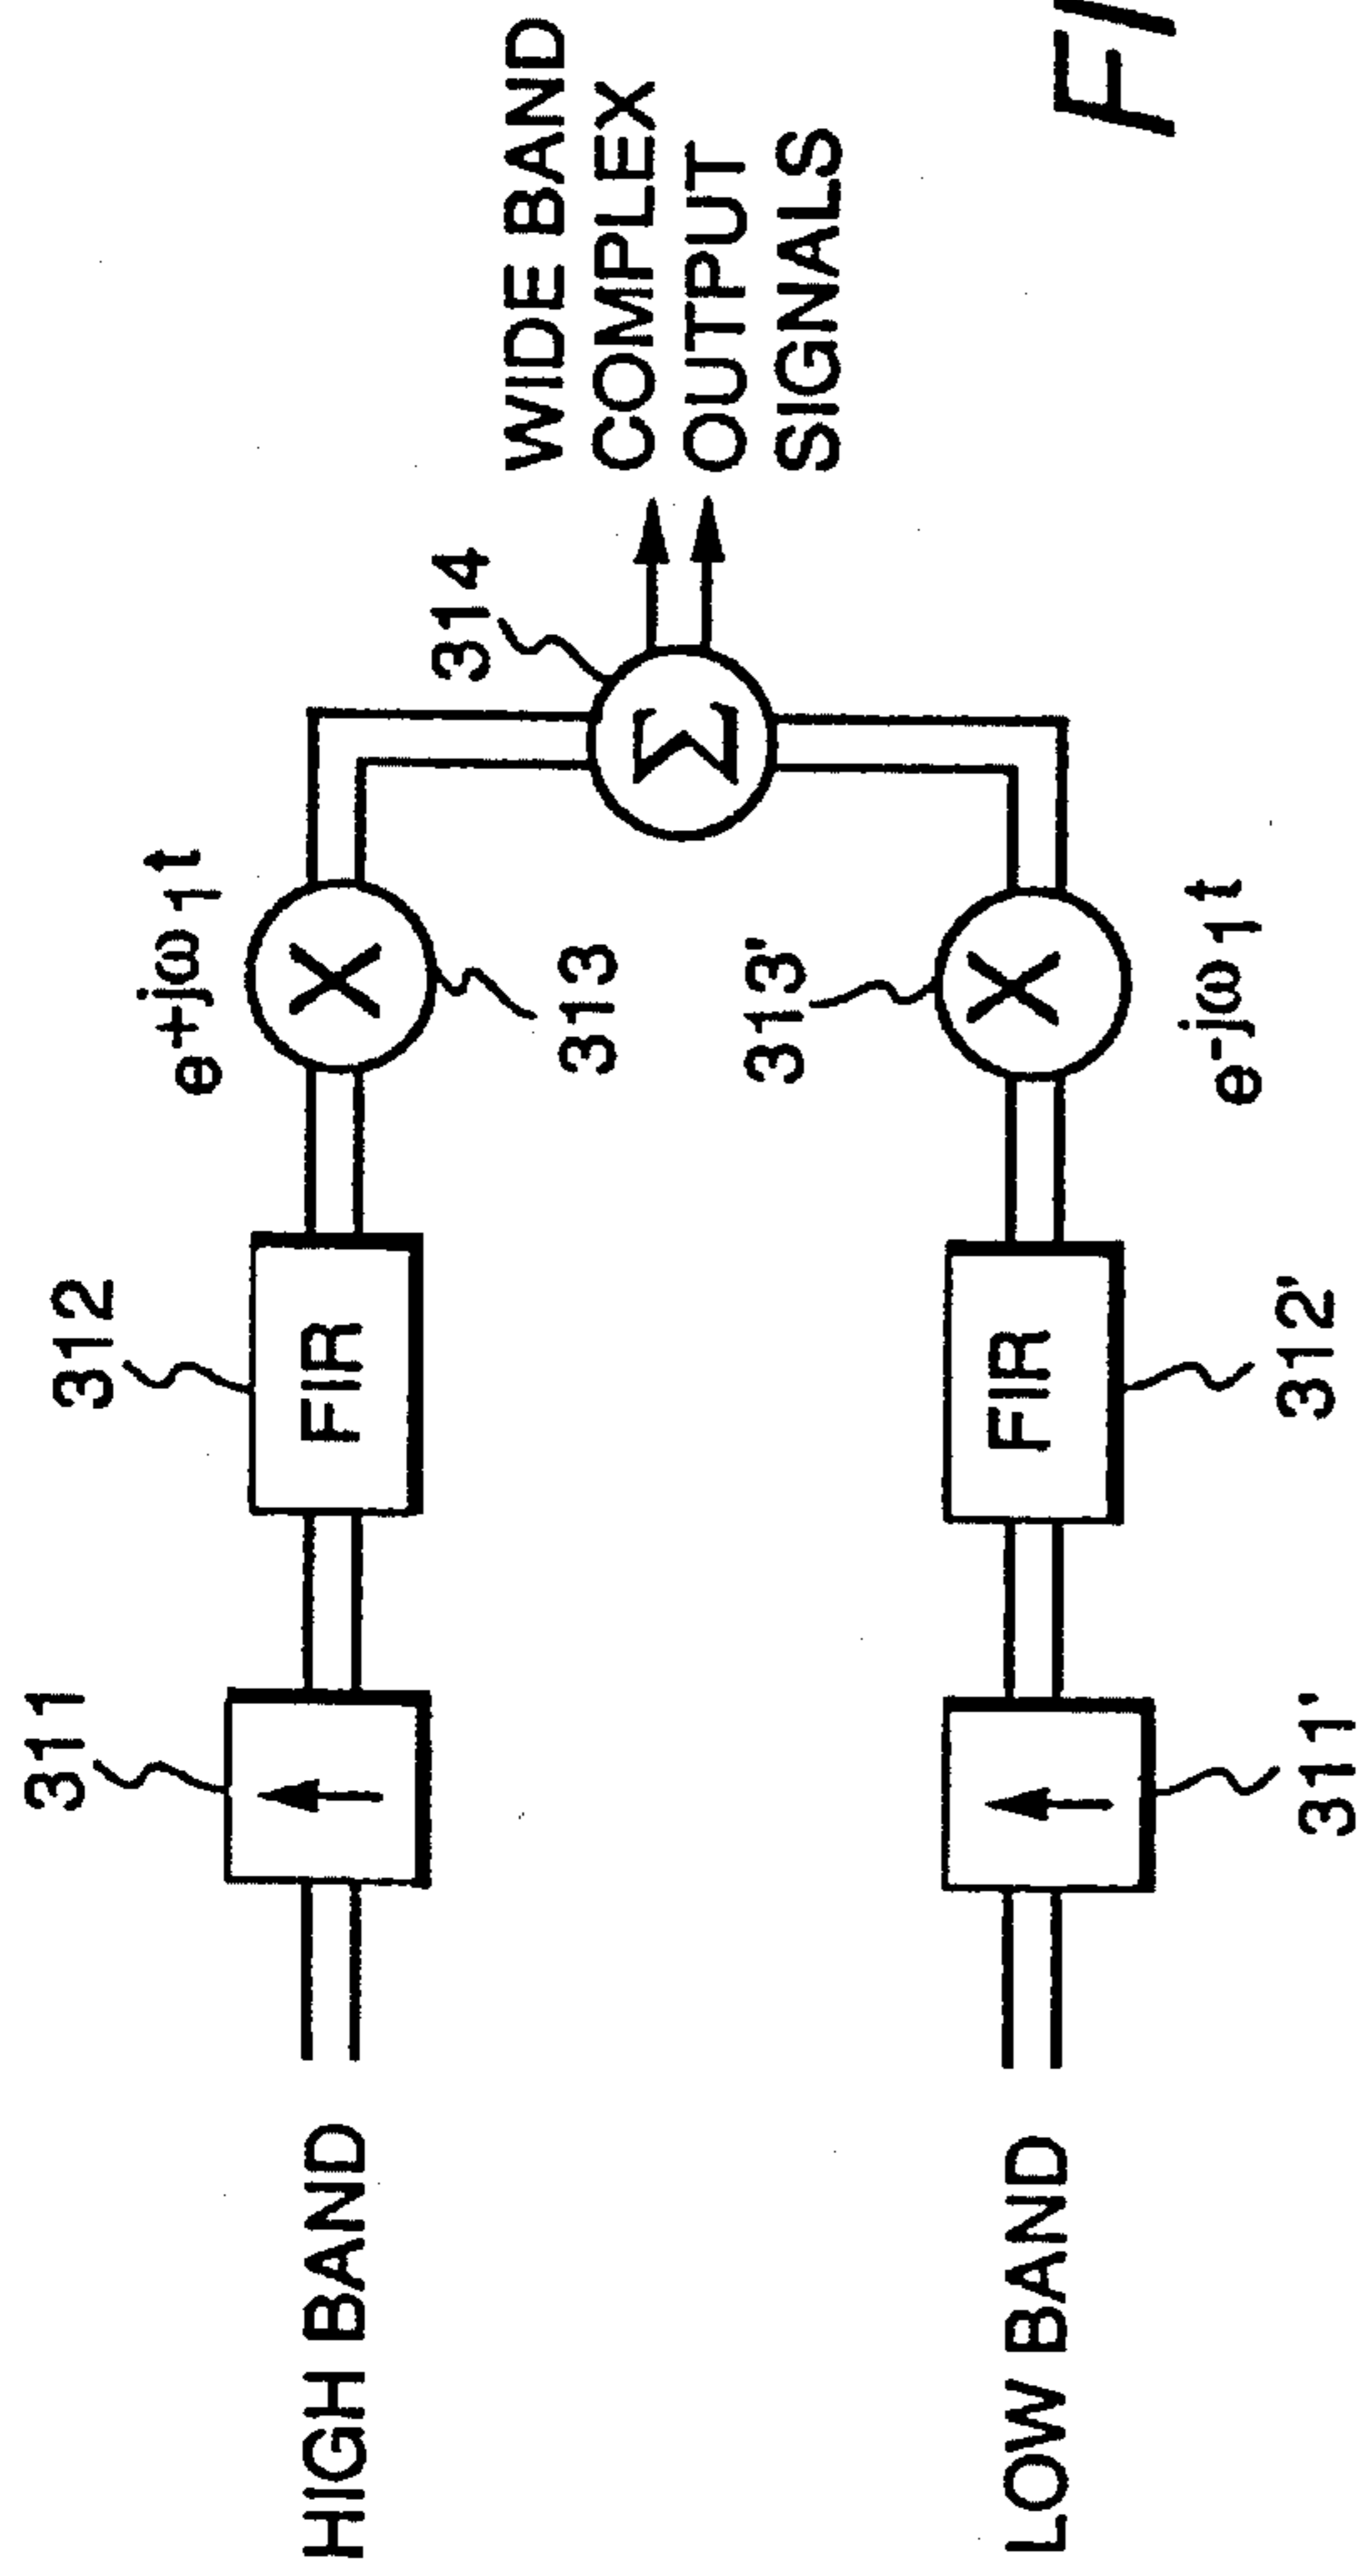 HIGH BAND
311
312
FIR
e+jω1t
X
313
314
Σ
WIDE BAND
COMPLEX
OUTPUT
SIGNALS
LOW BAND
311'
312'
FIR
e-jω1t
X
313'